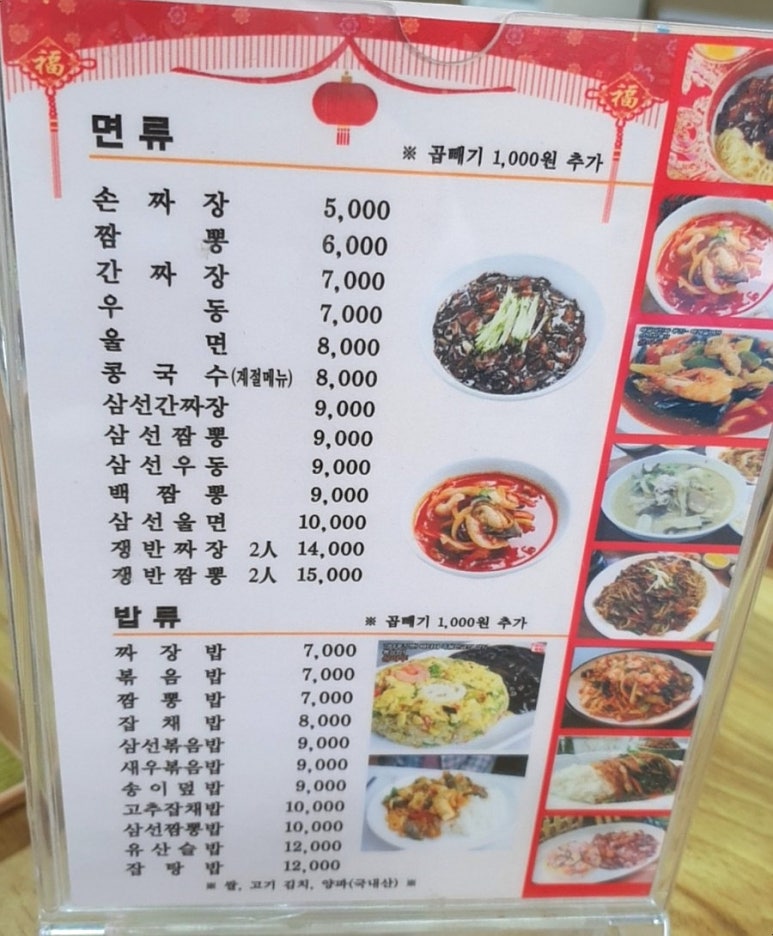 福
福
면류
※ 곱빼기 1,000원 추가
손 짜 장 5,000
짬 뽕 6,000
간 짜 장 7,000
우 동 7,000
울 면 8,000
콩 국 수(계절메뉴) 8,000
삼선간짜장 9,000
삼 선 짬 뽕 9,000
삼 선 우 동 9,000
백 짬 뽕 9,000
삼 선 울 면 10,000
쟁 반 짜 장 2人 14,000
쟁 반 짬 뽕 2人 15,000
밥류
※ 곱빼기 1,000원 추가
짜 장 밥 7,000
볶 음 밥 7,000
짬 뽕 밥 7,000
잡 채 밥 8,000
삼선볶음밥 9,000
새우볶음밥 9,000
송 이 덮 밥 9,000
고추잡채밥 10,000
삼선짬뽕밥 10,000
유 산 슬 밥 12,000
잡 탕 밥 12,000
※ 쌀, 고기 김치, 양파(국내산) ※